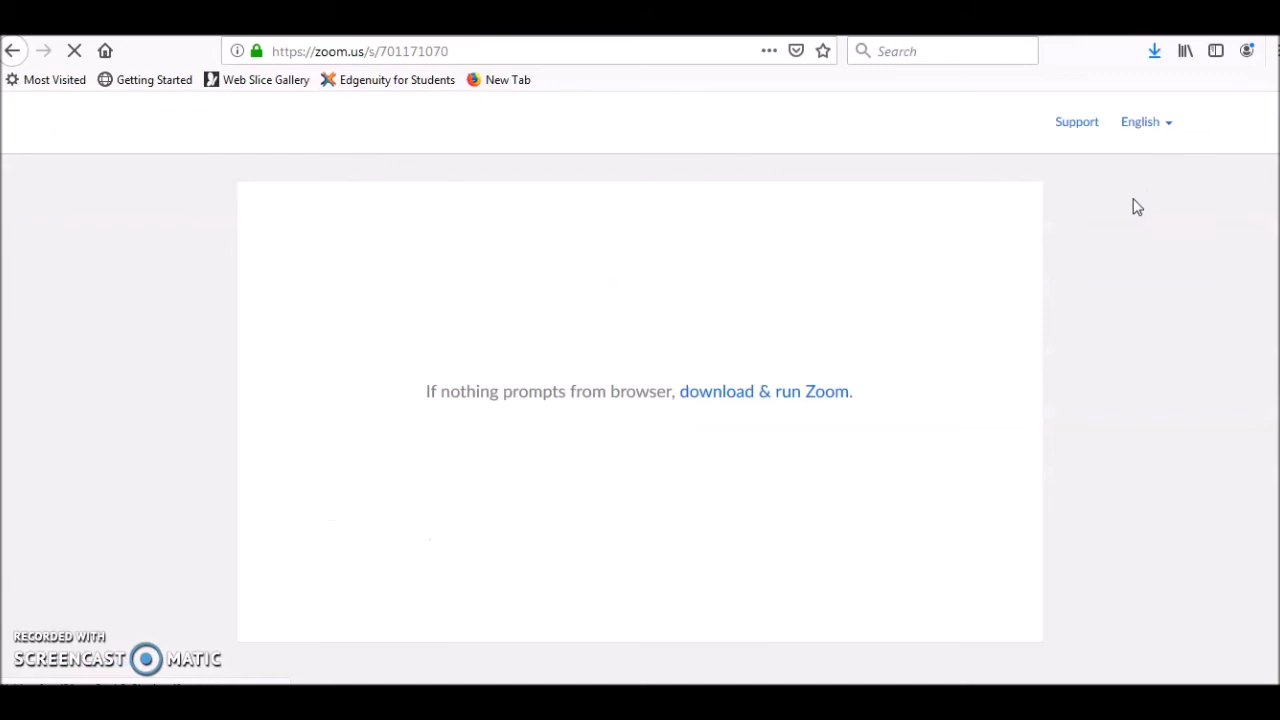 https://zoom.us/s/701171070
Search
Most Visited Getting Started Web Slice Gallery Edgenuity for Students New Tab
Support English
If nothing prompts from browser, download & run Zoom.
RECORDED WITH
SCREENCAST MATIC